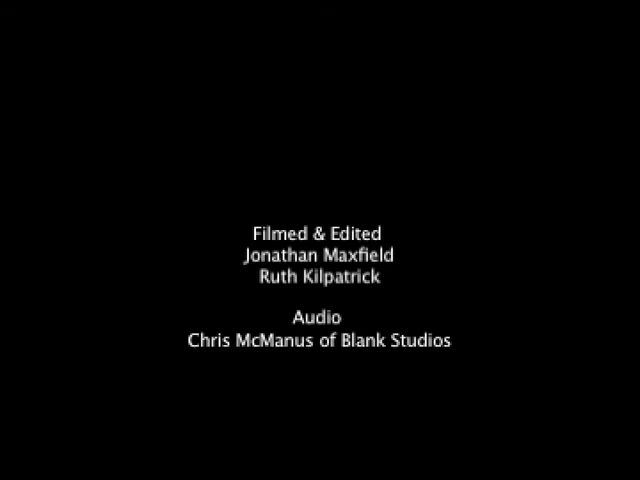 Filmed & Edited
Jonathan Maxfield
Ruth Kilpatrick
Audio
Chris McManus of Blank Studios